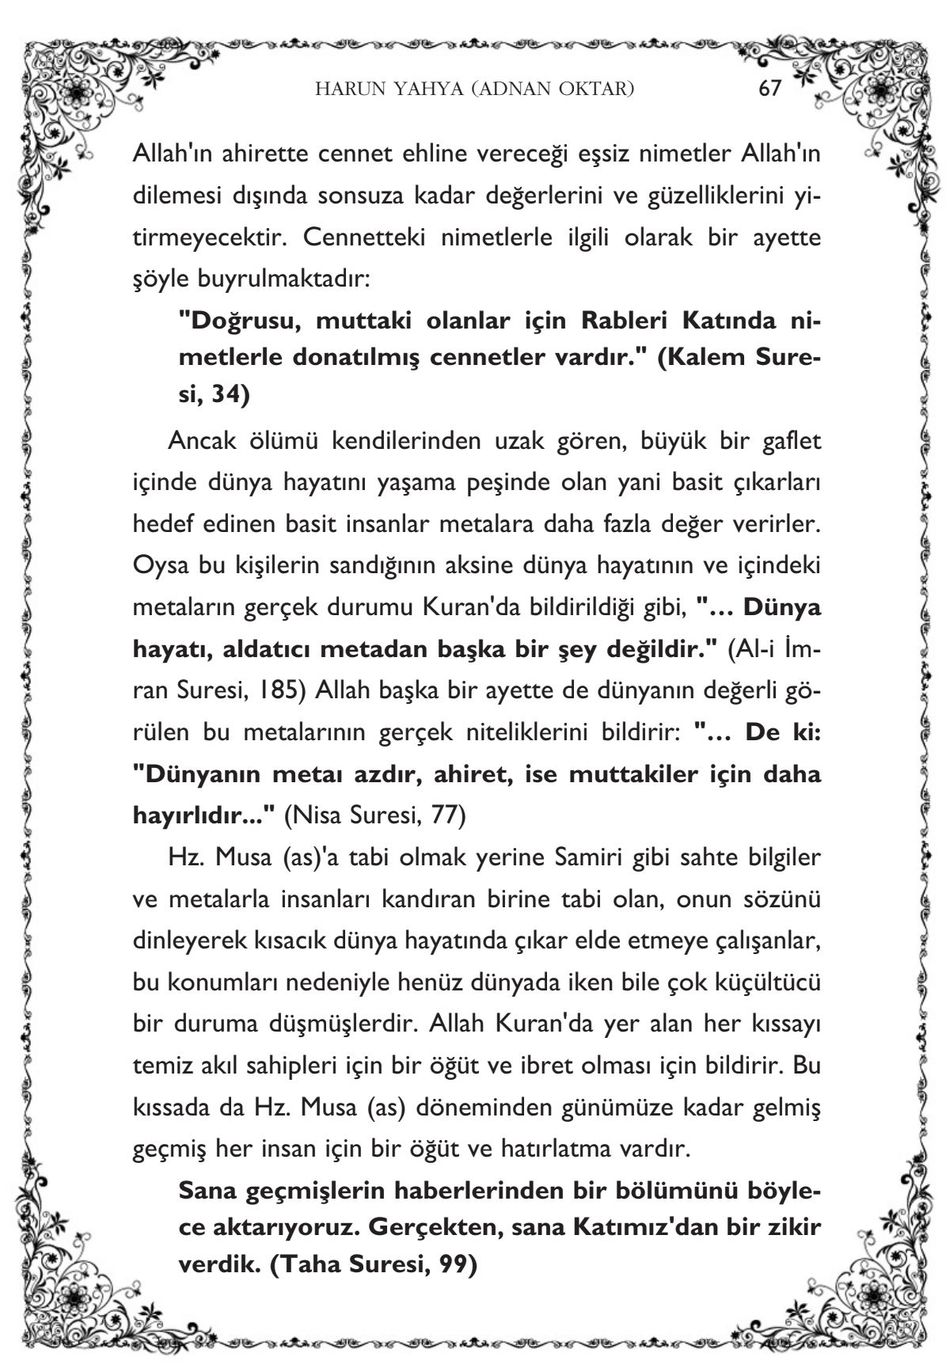 HARUN YAHYA (ADNAN OKTAR) 67
Allah'ın ahirette cennet ehline vereceği eşsiz nimetler Allah'ın
dilemesi dışında sonsuza kadar değerlerini ve güzelliklerini yi-
tirmeyecektir. Cennetteki nimetlerle ilgili olarak bir ayette
şöyle buyrulmaktadır:
"Doğrusu, muttaki olanlar için Rableri Katında ni-
metlerle donatılmış cennetler vardır." (Kalem Sure-
si, 34)
Ancak ölümü kendilerinden uzak gören, büyük bir gaflet
içinde dünya hayatını yaşama peşinde olan yani basit çıkarları
hedef edinen basit insanlar metalara daha fazla değer verirler.
Oysa bu kişilerin sandığının aksine dünya hayatının ve içindeki
metaların gerçek durumu Kuran'da bildirildiği gibi, "... Dünya
hayatı, aldatıcı metadan başka bir şey değildir." (Al-i İm-
ran Suresi, 185) Allah başka bir ayette de dünyanın değerli gö-
rülen bu metalarının gerçek niteliklerini bildirir: "... De ki:
"Dünyanın metaı azdır, ahiret, ise muttakiler için daha
hayırlıdır..." (Nisa Suresi, 77)
Hz. Musa (as)'a tabi olmak yerine Samiri gibi sahte bilgiler
ve metalarla insanları kandıran birine tabi olan, onun sözünü
dinleyerek kısacık dünya hayatında çıkar elde etmeye çalışanlar,
bu konumları nedeniyle henüz dünyada iken bile çok küçültücü
bir duruma düşmüşlerdir. Allah Kuran'da yer alan her kıssayı
temiz akıl sahipleri için bir öğüt ve ibret olması için bildirir. Bu
kıssada da Hz. Musa (as) döneminden günümüze kadar gelmiş
geçmiş her insan için bir öğüt ve hatırlatma vardır.
Sana geçmişlerin haberlerinden bir bölümünü böyle-
ce aktarıyoruz. Gerçekten, sana Katımız'dan bir zikir
verdik. (Taha Suresi, 99)